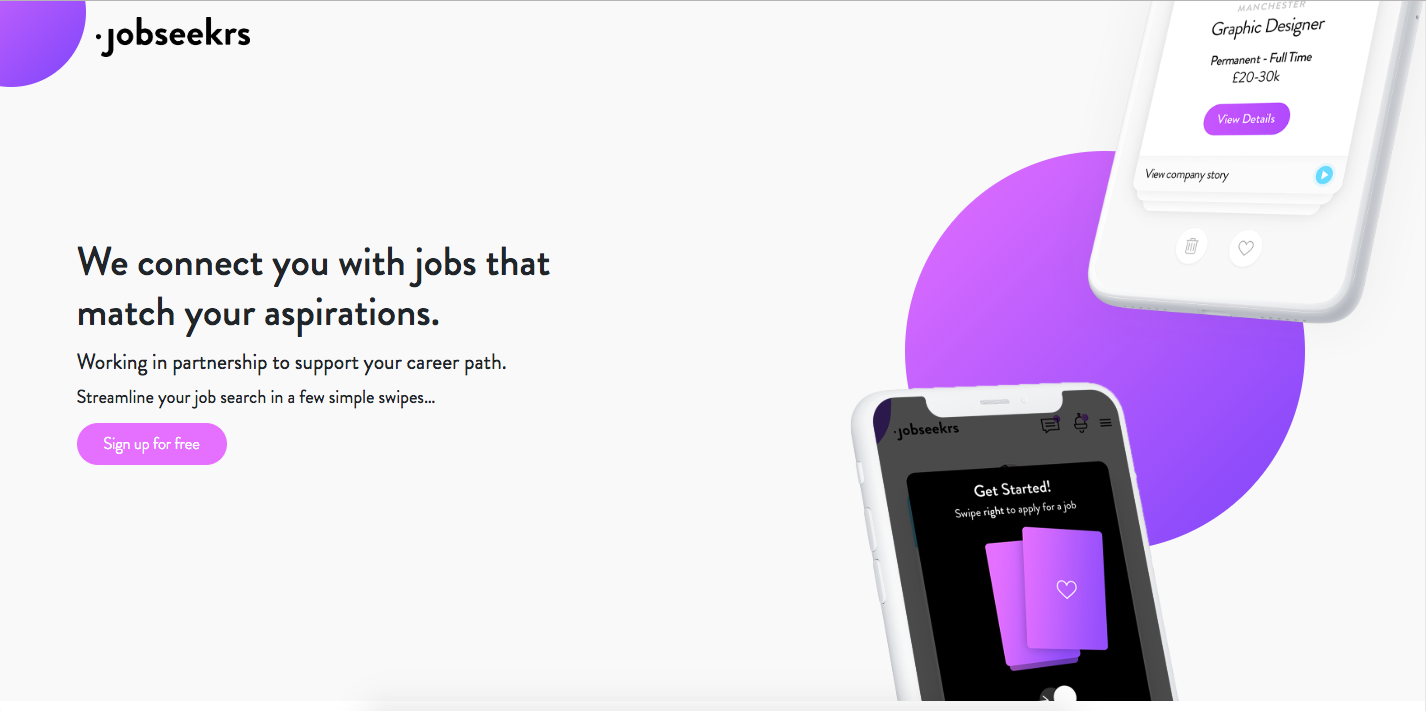 ·jobseekrs
We connect you with jobs that
match your aspirations.
Working in partnership to support your career path.
Streamline your job search in a few simple swipes...
Sign up for free
MANCHESTER
Graphic Designer
Permanent - Full Time
£20-30k
View Details
View company story
·jobseekrs
Get Started!
Swipe right to apply for a job